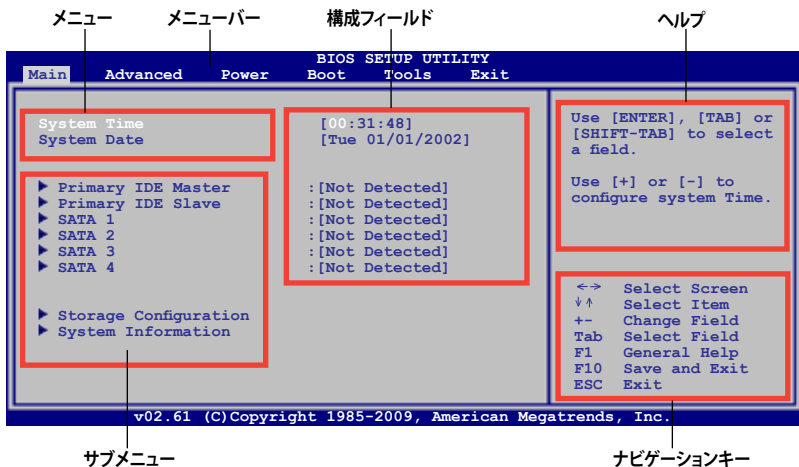 メニュー メニューバー 構成フィールド ヘルプ
BIOS SETUP UTILITY
Main Advanced Power Boot Tools Exit
System Time [00:31:48]
System Date [Tue 01/01/2002]
Primary IDE Master :[Not Detected]
Primary IDE Slave :[Not Detected]
SATA 1 :[Not Detected]
SATA 2 :[Not Detected]
SATA 3 :[Not Detected]
SATA 4 :[Not Detected]
Storage Configuration
System Information
Use [ENTER], [TAB] or
[SHIFT-TAB] to select
a field.
Use [+] or [-] to
configure system Time.
←→ Select Screen
↓↑ Select Item
+- Change Field
Tab Select Field
F1 General Help
F10 Save and Exit
ESC Exit
v02.61 (C)Copyright 1985-2009, American Megatrends, Inc.
サブメニュー ナビゲーションキー